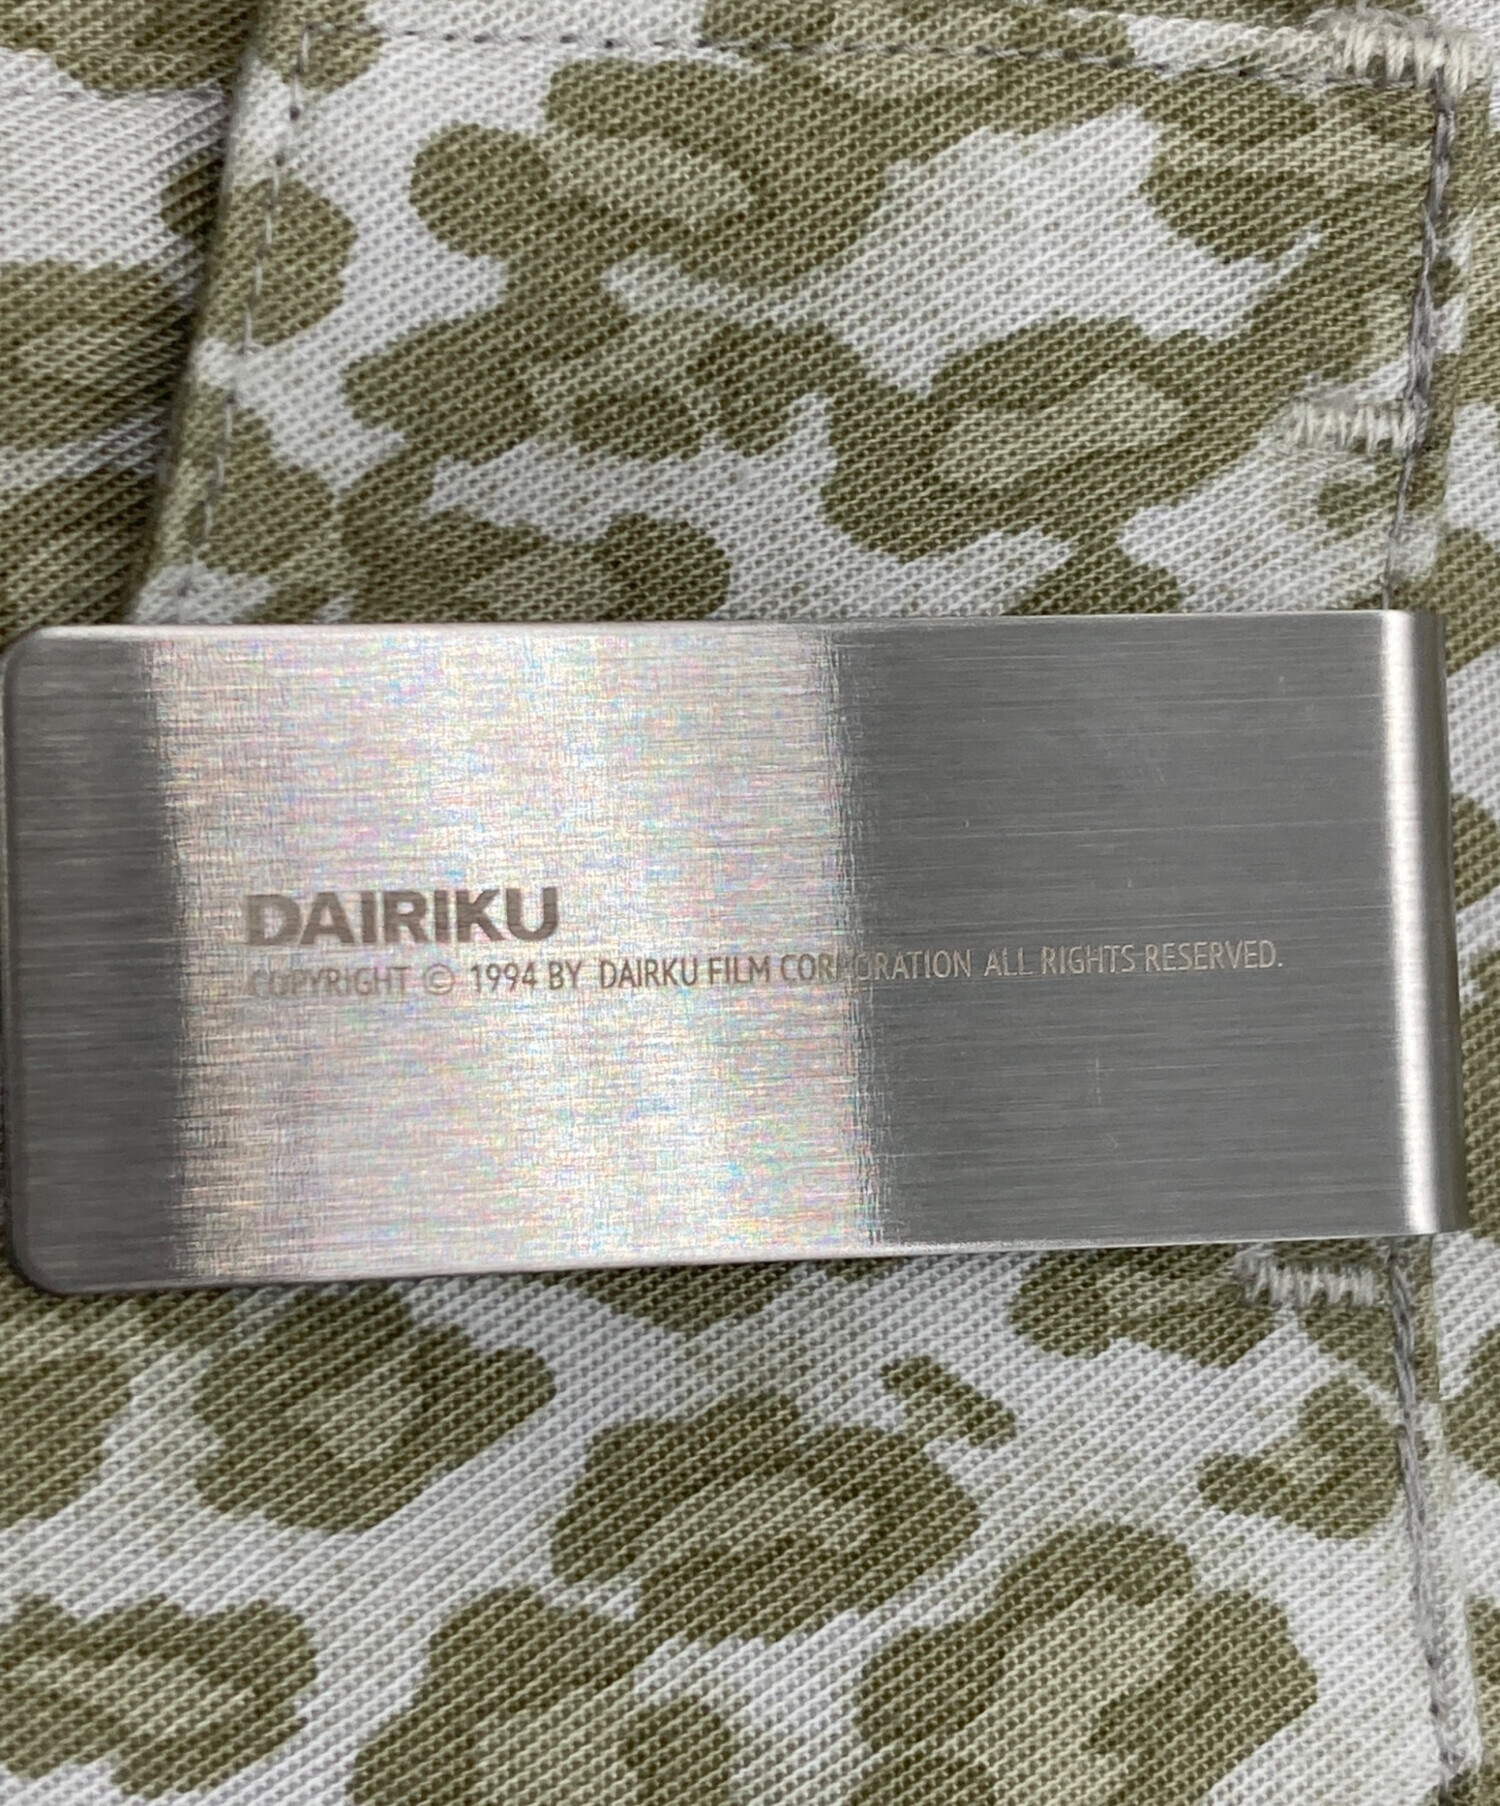 DAIRIKU
COPYRIGHT © 1994 BY DAIRKU FILM CORPORATION ALL RIGHTS RESERVED.